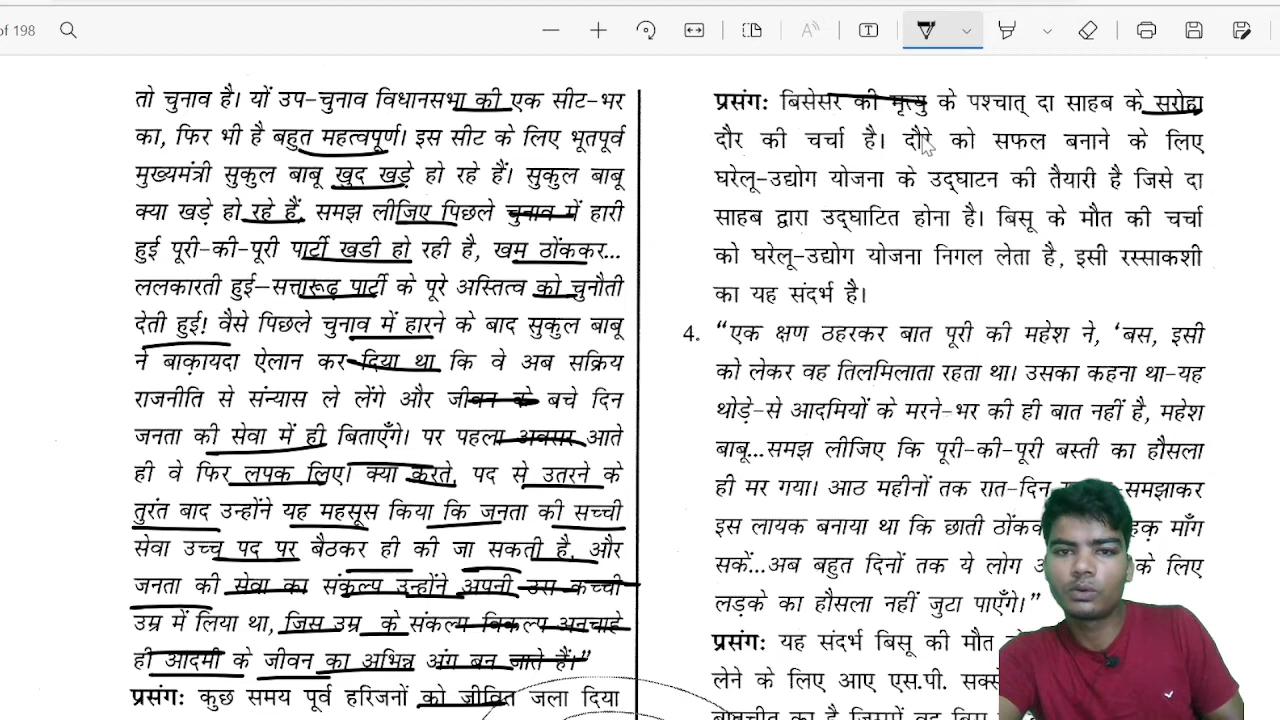 of 198
तो चुनाव है। यों उप-चुनाव विधानसभा की एक सीट-भर
का, फिर भी है बहुत महत्वपूर्ण। इस सीट के लिए भूतपूर्व
मुख्यमंत्री सुकुल बाबू खुद खड़े हो रहे हैं। सुकुल बाबू
क्या खड़े हो रहे हैं, समझ लीजिए पिछले चुनाव में हारी
हुई पूरी-की-पूरी पार्टी खडी हो रही है, खम ठोंककर...
ललकारती हुई—सत्तारूढ़ पार्टी के पूरे अस्तित्व को चुनौती
देती हुई! वैसे पिछले चुनाव में हारने के बाद सुकुल बाबू
ने बाक़ायदा ऐलान कर दिया था कि वे अब सक्रिय
राजनीति से संन्यास ले लेंगे और जीवन के बचे दिन
जनता की सेवा में ही बिताएँगे। पर पहला अवसर आते
ही वे फिर लपक लिए। क्या करते, पद से उतरने के
तुरंत बाद उन्होंने यह महसूस किया कि जनता की सच्ची
सेवा उच्च पद पर बैठकर ही की जा सकती है, और
जनता की सेवा का संकल्प उन्होंने अपनी उस कच्ची
उम्र में लिया था, जिस उम्र के संकल्प विकल्प अनचाहे
ही आदमी के जीवन का अभिन्न अंग बन जाते हैं।”
प्रसंग: कुछ समय पूर्व हरिजनों को जीवित जला दिया
प्रसंग: बिसेसर की मृत्यु के पश्चात् दा साहब के सरोहा
दौर की चर्चा है। दौरे को सफल बनाने के लिए
घरेलू-उद्योग योजना के उद्घाटन की तैयारी है जिसे दा
साहब द्वारा उद्घाटित होना है। बिसू के मौत की चर्चा
को घरेलू-उद्योग योजना निगल लेता है, इसी रस्साकशी
का यह संदर्भ है।
4. “एक क्षण ठहरकर बात पूरी की महेश ने, ‘बस, इसी
को लेकर वह तिलमिलाता रहता था। उसका कहना था-यह
थोड़े-से आदमियों के मरने-भर की ही बात नहीं है, महेश
बाबू...समझ लीजिए कि पूरी-की-पूरी बस्ती का हौसला
ही मर गया। आठ महीनों तक रात-दिन समझाकर
इस लायक बनाया था कि छाती हक़ माँग
सकें...अब बहुत दिनों तक ये लोग के लिए
लड़के का हौसला नहीं जुटा पाएँगे।”
प्रसंग: यह संदर्भ बिसू की मौत
लेने के लिए आए एस.पी.